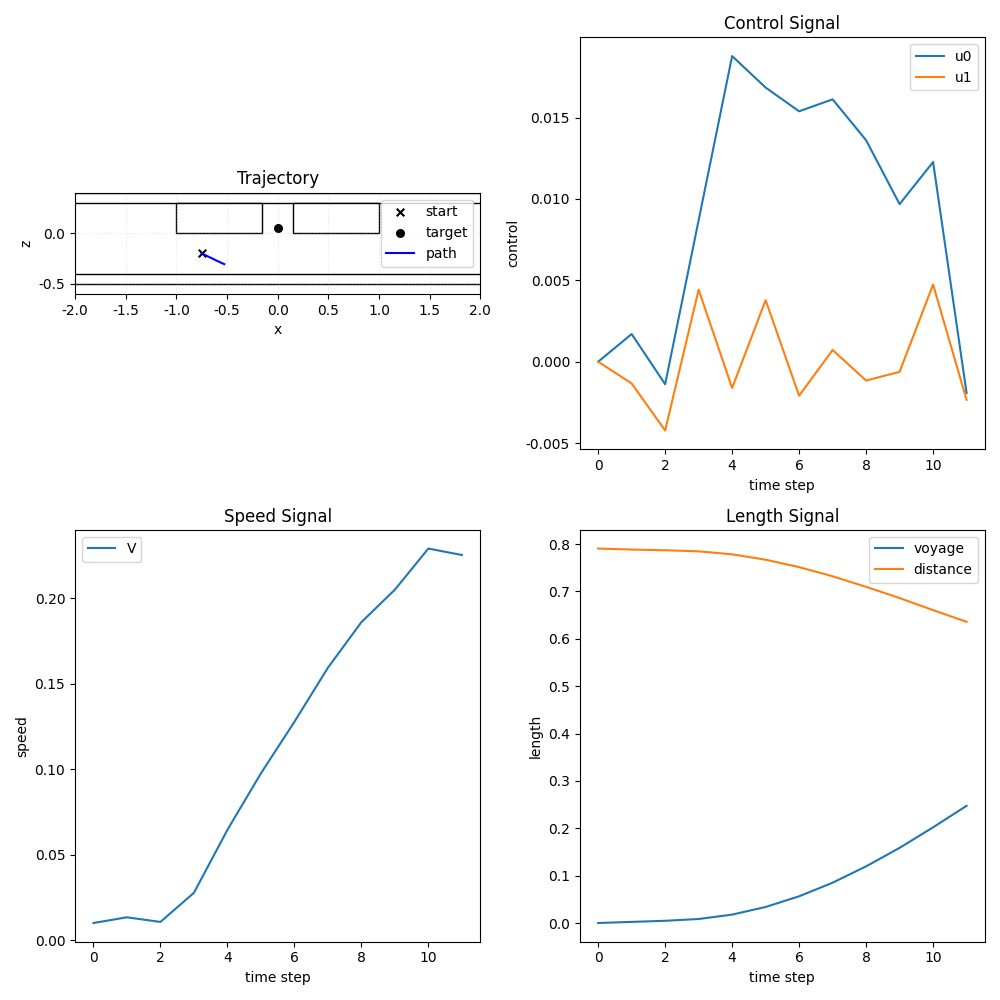 Trajectory
z
0.0
-0.5
start
target
path
-2.0 -1.5 -1.0 -0.5 0.0 0.5 1.0 1.5 2.0
x
Control Signal
control
0.015
0.010
0.005
0.000
-0.005
u0
u1
0 2 4 6 8 10
time step
Speed Signal
speed
0.20
0.15
0.10
0.05
0.00
V
0 2 4 6 8 10
time step
Length Signal
length
0.8
0.7
0.6
0.5
0.4
0.3
0.2
0.1
0.0
voyage
distance
0 2 4 6 8 10
time step